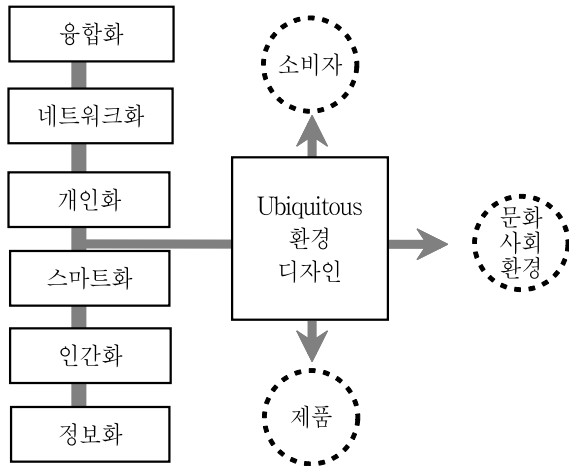 융합화
네트워크화
개인화
스마트화
인간화
정보화
소비자
Ubiquitous
환경
디자인
문화
사회
환경
제품